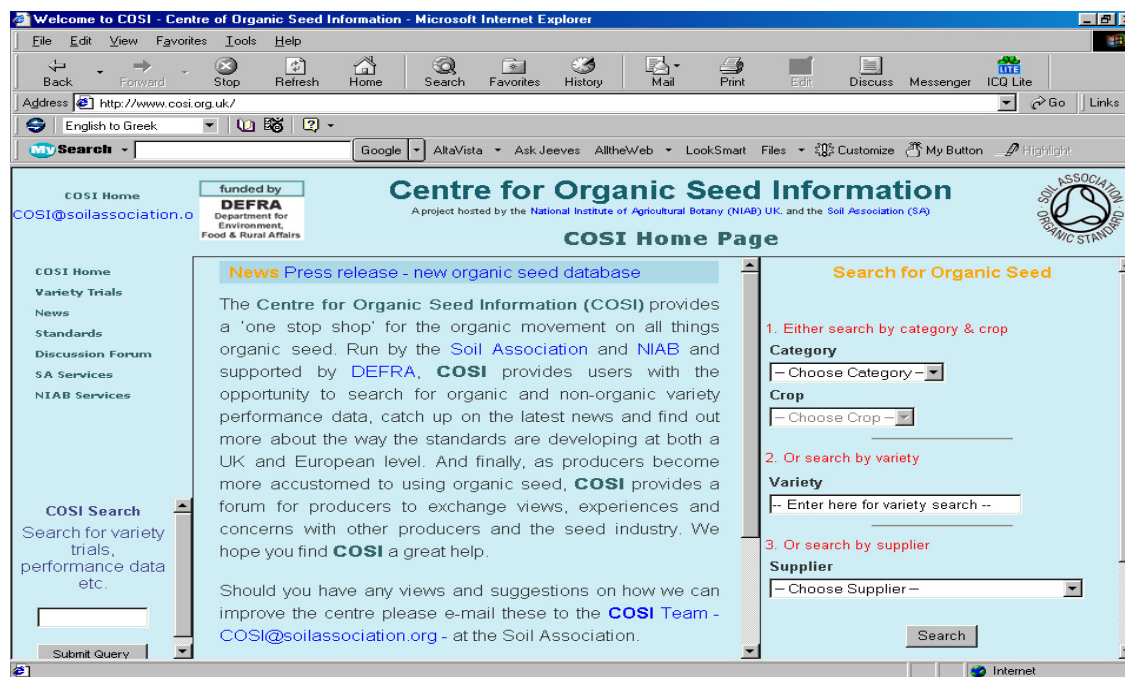 Welcome to COSI - Centre of Organic Seed Information - Microsoft Internet Explorer
File Edit View Favorites Tools Help
Back Forward Stop Refresh Home Search Favorites History Mail Print Edit Discuss Messenger ICQ Lite
Address http://www.cosi.org.uk/ Go Links
English to Greek
My Search Google AltaVista Ask Jeeves AlltheWeb LookSmart Files Customize My Button Highlight
COSI Home
COSI@soilassociation.o
funded by
DEFRA
Department for
Environment,
Food & Rural Affairs
Centre for Organic Seed Information
A project hosted by the National Institute of Agricultural Botany (NIAB) UK. and the Soil Association (SA)
COSI Home Page
SOIL ASSOCIATION
ORGANIC STANDARD
COSI Home
Variety Trials
News
Standards
Discussion Forum
SA Services
NIAB Services
COSI Search
Search for variety
trials,
performance data
etc.
Submit Query
News Press release - new organic seed database
The Centre for Organic Seed Information (COSI) provides
a 'one stop shop' for the organic movement on all things
organic seed. Run by the Soil Association and NIAB and
supported by DEFRA, COSI provides users with the
opportunity to search for organic and non-organic variety
performance data, catch up on the latest news and find out
more about the way the standards are developing at both a
UK and European level. And finally, as producers become
more accustomed to using organic seed, COSI provides a
forum for producers to exchange views, experiences and
concerns with other producers and the seed industry. We
hope you find COSI a great help.
Should you have any views and suggestions on how we can
improve the centre please e-mail these to the COSI Team -
COSI@soilassociation.org - at the Soil Association.
Search for Organic Seed
1. Either search by category & crop
Category
-- Choose Category --
Crop
-- Choose Crop --
2. Or search by variety
Variety
-- Enter here for variety search --
3. Or search by supplier
Supplier
-- Choose Supplier --
Search
Internet